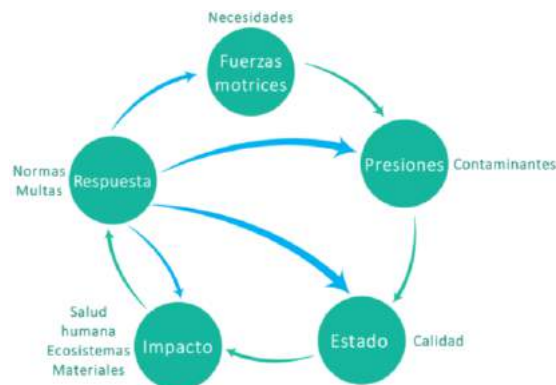 Necesidades
Fuerzas
motrices
Presiones
Contaminantes
Normas
Multas
Respuesta
Salud
humana
Ecosistemas
Materiales
Impacto
Estado
Calidad